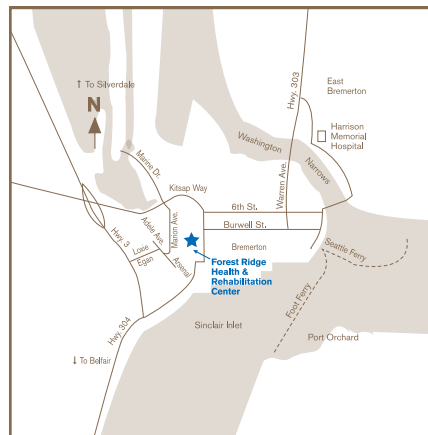 ↑ To Silverdale
N
Hwy. 303
East
Bremerton
Harrison
Memorial
Hospital
Washington
Narrows
Marine Dr.
Kitsap Way
Warren Ave.
6th St.
Burwell St.
Adele Ave.
Marion Ave.
Hwy. 3
Loxie
Egan
Arsenal
Bremerton
Seattle Ferry
Forest Ridge
Health &
Rehabilitation
Center
Foot Ferry
Sinclair Inlet
Port Orchard
Hwy. 304
↓ To Belfair